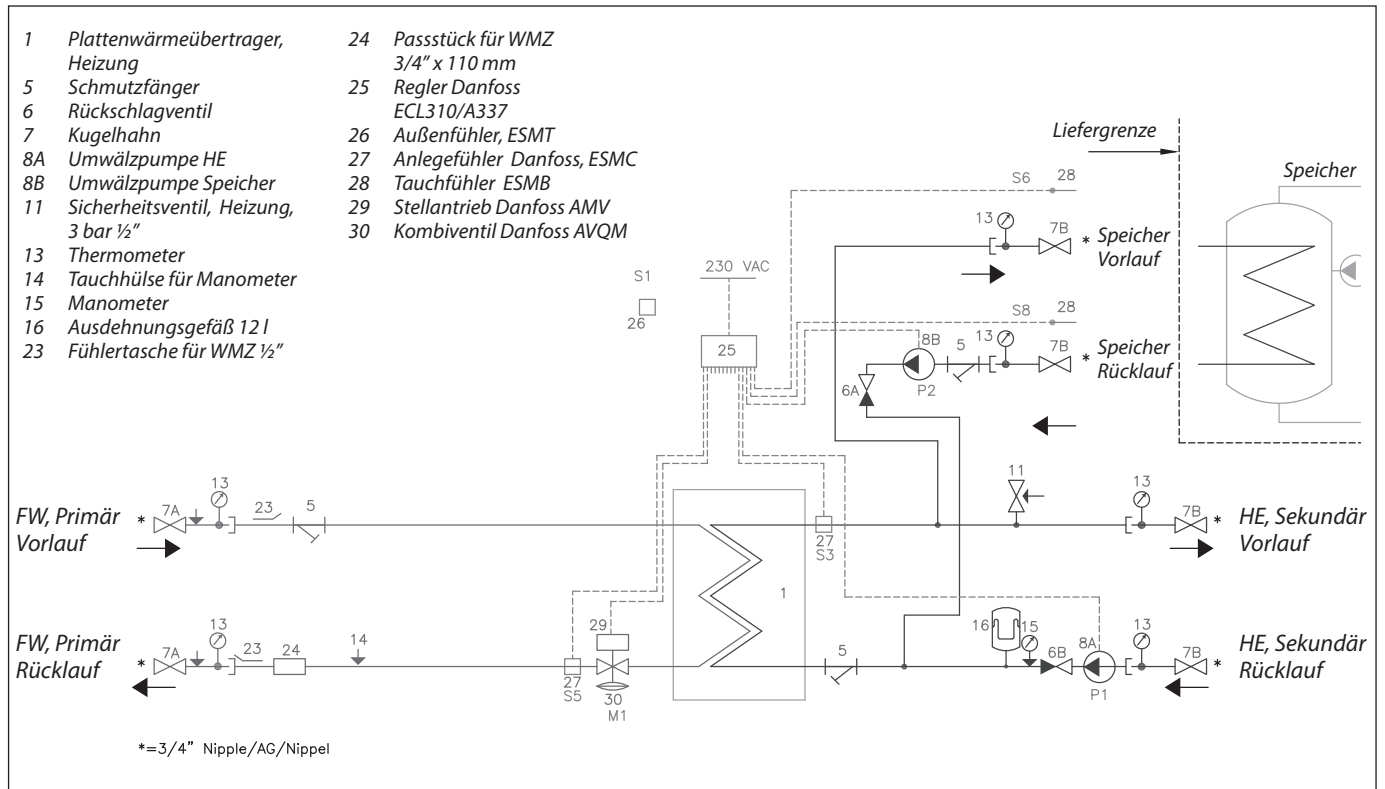 1 Plattenwärmeübertrager,
Heizung
5 Schmutzfänger
6 Rückschlagventil
7 Kugelhahn
8A Umwälzpumpe HE
8B Umwälzpumpe Speicher
11 Sicherheitsventil, Heizung,
3 bar ½”
13 Thermometer
14 Tauchhülse für Manometer
15 Manometer
16 Ausdehnungsgefäß 12 l
23 Fühlertasche für WMZ ½”
24 Passstück für WMZ
3/4” x 110 mm
25 Regler Danfoss
ECL310/A337
26 Außenfühler, ESMT
27 Anlegefühler Danfoss, ESMC
28 Tauchfühler ESMB
29 Stellantrieb Danfoss AMV
30 Kombiventil Danfoss AVQM
Liefergrenze
Speicher
S6 28
13
7B
* Speicher
Vorlauf
S1
26
230 VAC
25
S8 28
8B
5
13
7B
* Speicher
Rücklauf
6A
P2
FW, Primär
Vorlauf
*
7A
13
23
5
27
S3
11
13
7B
*
HE, Sekundär
Vorlauf
1
FW, Primär
Rücklauf
*
7A
13
23
24
14
27
S5
29
30
M1
5
16
15
6B
8A
P1
13
7B
*
HE, Sekundär
Rücklauf
*=3/4” Nipple/AG/Nippel